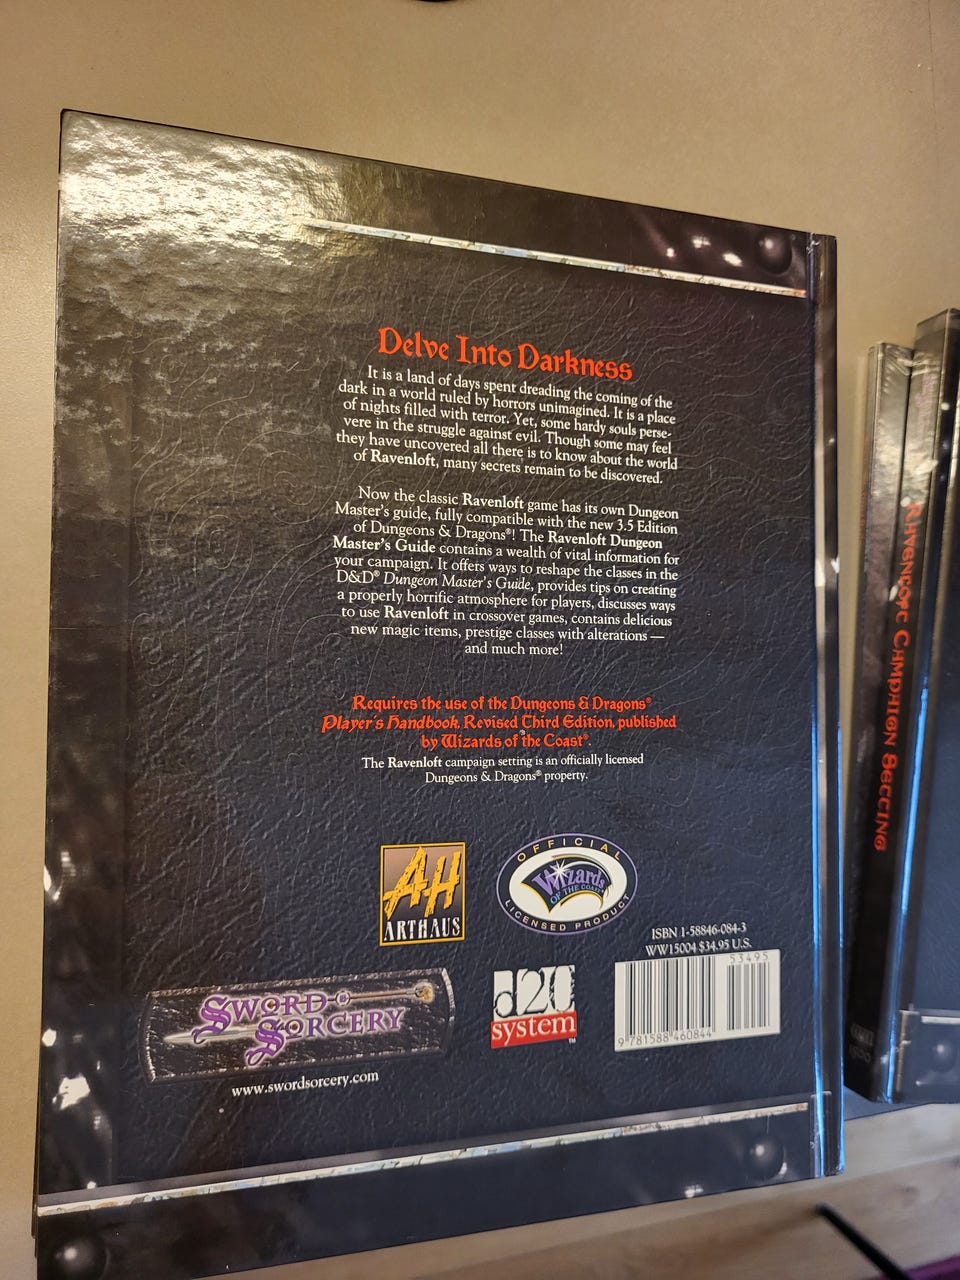 Delve Into Darkness
It is a land of days spent dreading the coming of the
dark in a world ruled by horrors unimagined. It is a place
of nights filled with terror. Yet, some hardy souls perse-
vere in the struggle against evil. Though some may feel
they have uncovered all there is to know about the world
of Ravenloft, many secrets remain to be discovered.
Now the classic Ravenloft game has its own Dungeon
Master's guide, fully compatible with the new 3.5 Edition
of Dungeons & Dragons®! The Ravenloft Dungeon
Master's Guide contains a wealth of vital information for
your campaign. It offers ways to reshape the classes in the
D&D® Dungeon Master's Guide, provides tips on creating
a properly horrific atmosphere for players, discusses ways
to use Ravenloft in crossover games, contains delicious
new magic items, prestige classes with alterations —
and much more!
Requires the use of the Dungeons & Dragons®
Player's Handbook, Revised Third Edition, published
by Wizards of the Coast®.
The Ravenloft campaign setting is an officially licensed
Dungeons & Dragons® property.
AH
ARTHAUS
OFFICIAL
Wizards
OF THE COAST
LICENSED PRODUCT
ISBN 1-58846-084-3
WW15004 $34.95 U.S.
53495
9 781588 460844
SWORD & SORCERY
www.swordsorcery.com
d20
system™
Ravenloft Campaign Setting